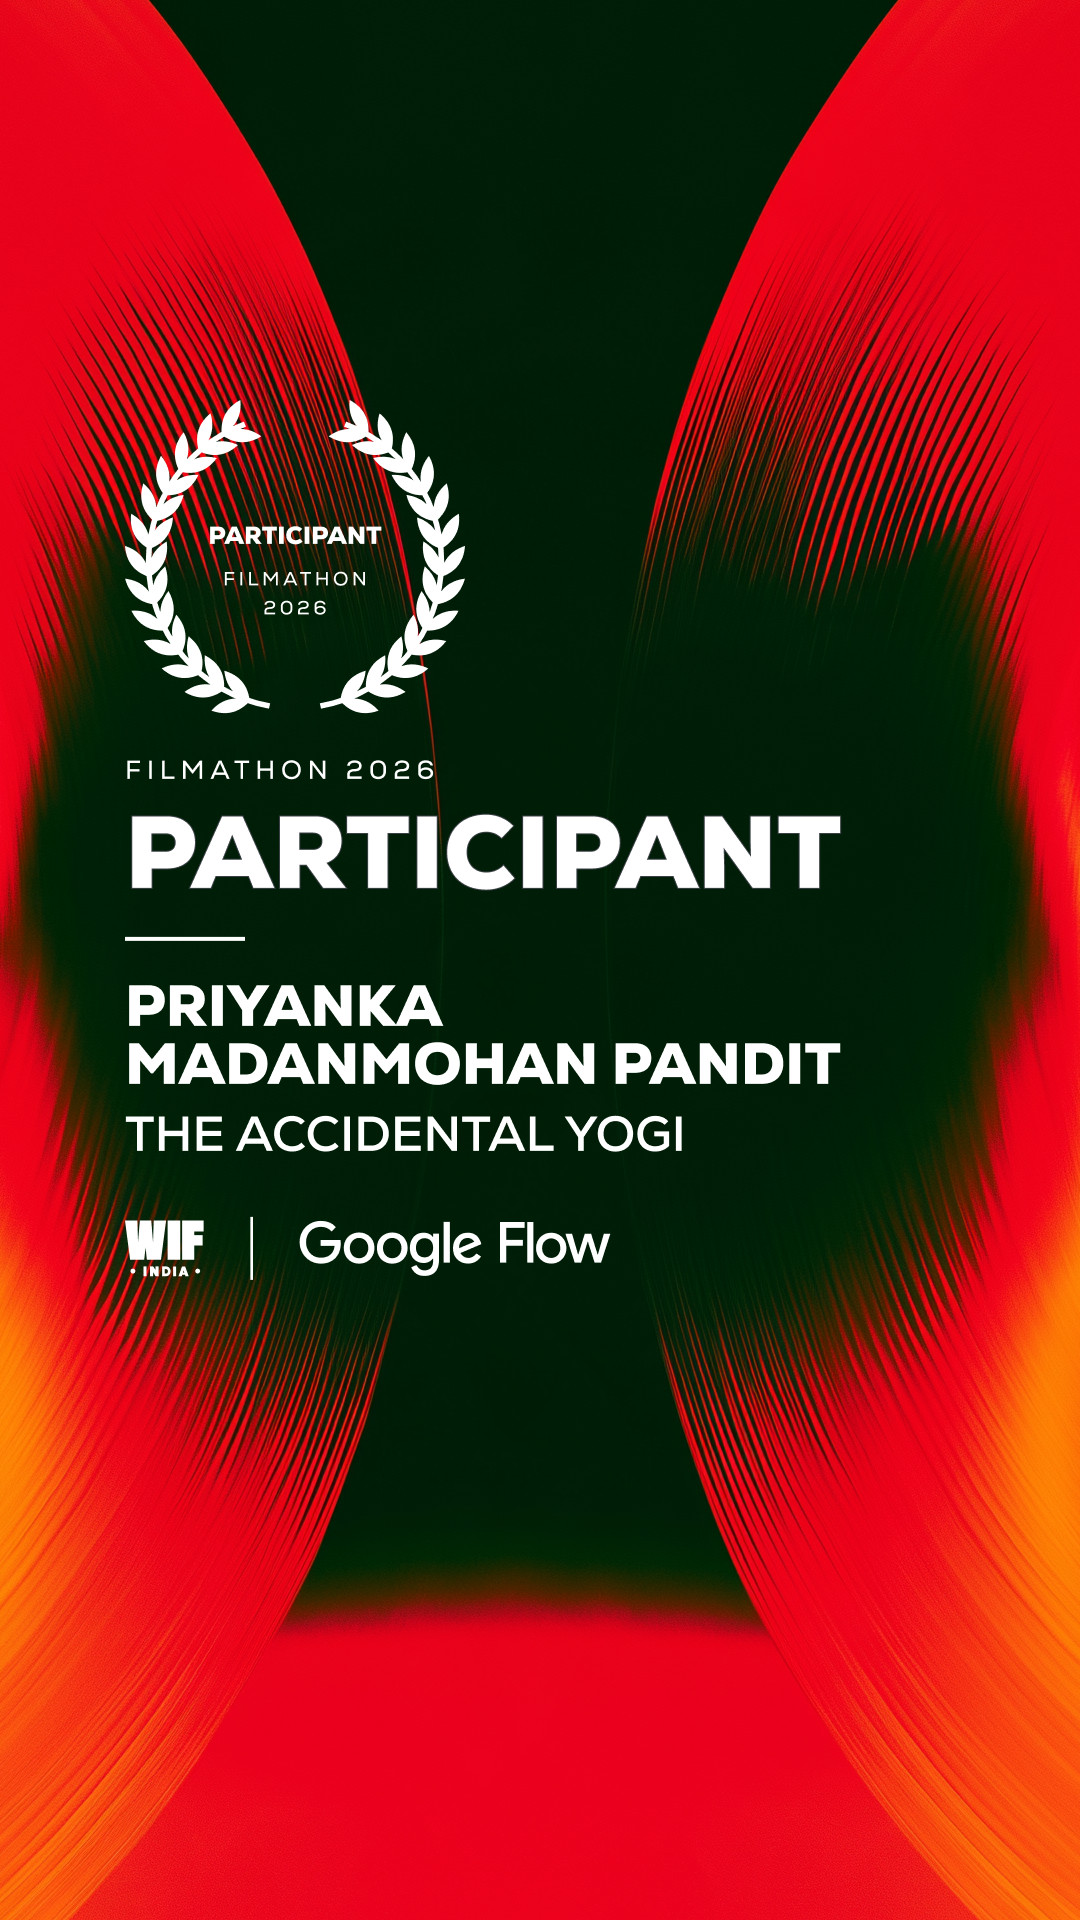 PARTICIPANT
FILMATHON
2026
FILMATHON 2026
PARTICIPANT
PRIYANKA
MADANMOHAN PANDIT
THE ACCIDENTAL YOGI
WIF
• INDIA •
Google Flow